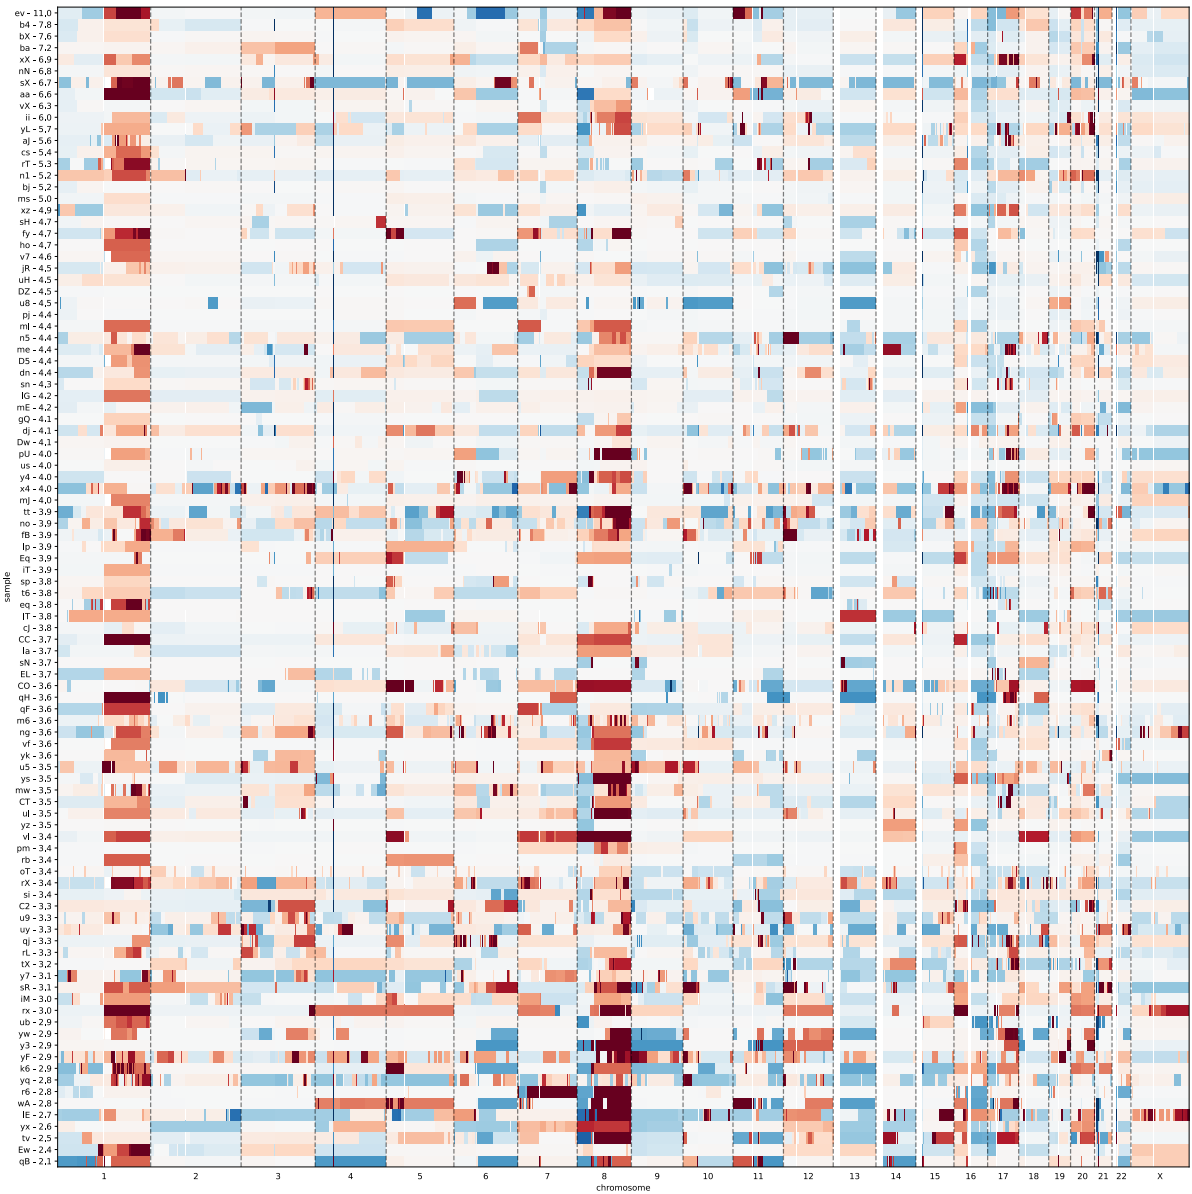 ev - 11,0
b4 - 7.8
bX - 7.6
ba - 7.2
xX - 6.9
nN - 6.8
sX - 6.7
aa - 6.6
vX - 6.3
ii - 6.0
yL - 5,7
aJ - 5.6
cs - 5,4
rT - 5.3
n1 - 5.2
bj - 5.2
ms - 5.0
xz - 4,9
sH - 4.7
fy - 4,7
ho - 4,7
v7 - 4.6
jR - 4,5
uH - 4.5
DZ - 4,5
u8 - 4,5
pj - 4.4
ml - 4.4
n5 - 4.4
me - 4,4
D5 - 4,4
dn - 4,4
sn - 4.3
IG - 4.2
mE - 4.2
gQ - 4.1
dj - 4.1
Dw - 4,1
pU - 4.0
us - 4,0
y4 - 4.0
x4 - 4.0
mJ - 4,0
tt - 3.9
no - 3.9
fB - 3.9
lp - 3.9
Eq - 3.9
iT - 3.9
sp - 3.8
t6 - 3.8
eq - 3.8
IT - 3.8
cJ - 3.8
CC - 3.7
la - 3.7
sN - 3.7
EL - 3,7
CO - 3.6
qH - 3.6
qF - 3.6
m6 - 3.6
ng - 3.6
vf - 3.6
yk - 3.6
u5 - 3.5
ys - 3.5
mw - 3.5
CT - 3.5
ul - 3.5
yz - 3.5
vl - 3.4
pm - 3.4
rb - 3.4
oT - 3.4
rX - 3.4
si - 3.4
C2 - 3,3
u9 - 3.3
uy - 3.3
qj - 3.3
rL - 3.3
tX - 3,2
y7 - 3.1
sR - 3.1
iM - 3.0
rx - 3.0
ub - 2.9
yw - 2.9
y3 - 2.9
yF - 2.9
k6 - 2.9
yq - 2,8
r6 - 2.8
wA - 2.8
IE - 2.7
yx - 2.6
tv - 2,5
Ew - 2.4
qB - 2,1
sample
1 2 3 4 5 6 7 8 9 10 11 12 13 14 15 16 17 18 19 20 21 22 X
chromosome